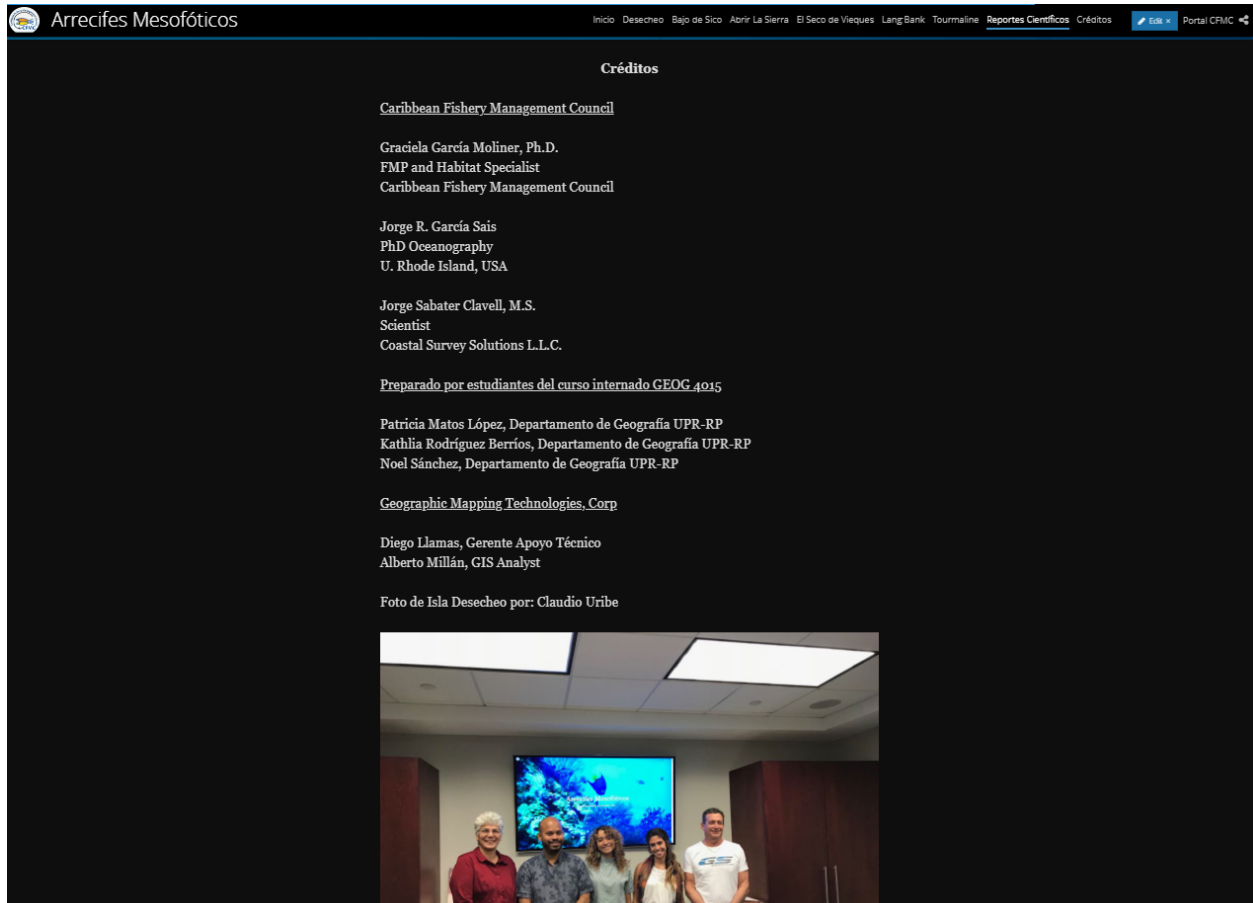 Arrecifes Mesofóticos
Inicio Desecheo Bajo de Sico Abrir La Sierra El Seco de Vieques Lang Bank Tourmaline Reportes Científicos Créditos Edit × Portal CFMC
Créditos
Caribbean Fishery Management Council
Graciela García Moliner, Ph.D.
FMP and Habitat Specialist
Caribbean Fishery Management Council
Jorge R. García Sais
PhD Oceanography
U. Rhode Island, USA
Jorge Sabater Clavell, M.S.
Scientist
Coastal Survey Solutions L.L.C.
Preparado por estudiantes del curso internado GEOG 4015
Patricia Matos López, Departamento de Geografía UPR-RP
Kathlia Rodríguez Berríos, Departamento de Geografía UPR-RP
Noel Sánchez, Departamento de Geografía UPR-RP
Geographic Mapping Technologies, Corp
Diego Llamas, Gerente Apoyo Técnico
Alberto Millán, GIS Analyst
Foto de Isla Desecheo por: Claudio Uribe
Arrecifes Mesofóticos